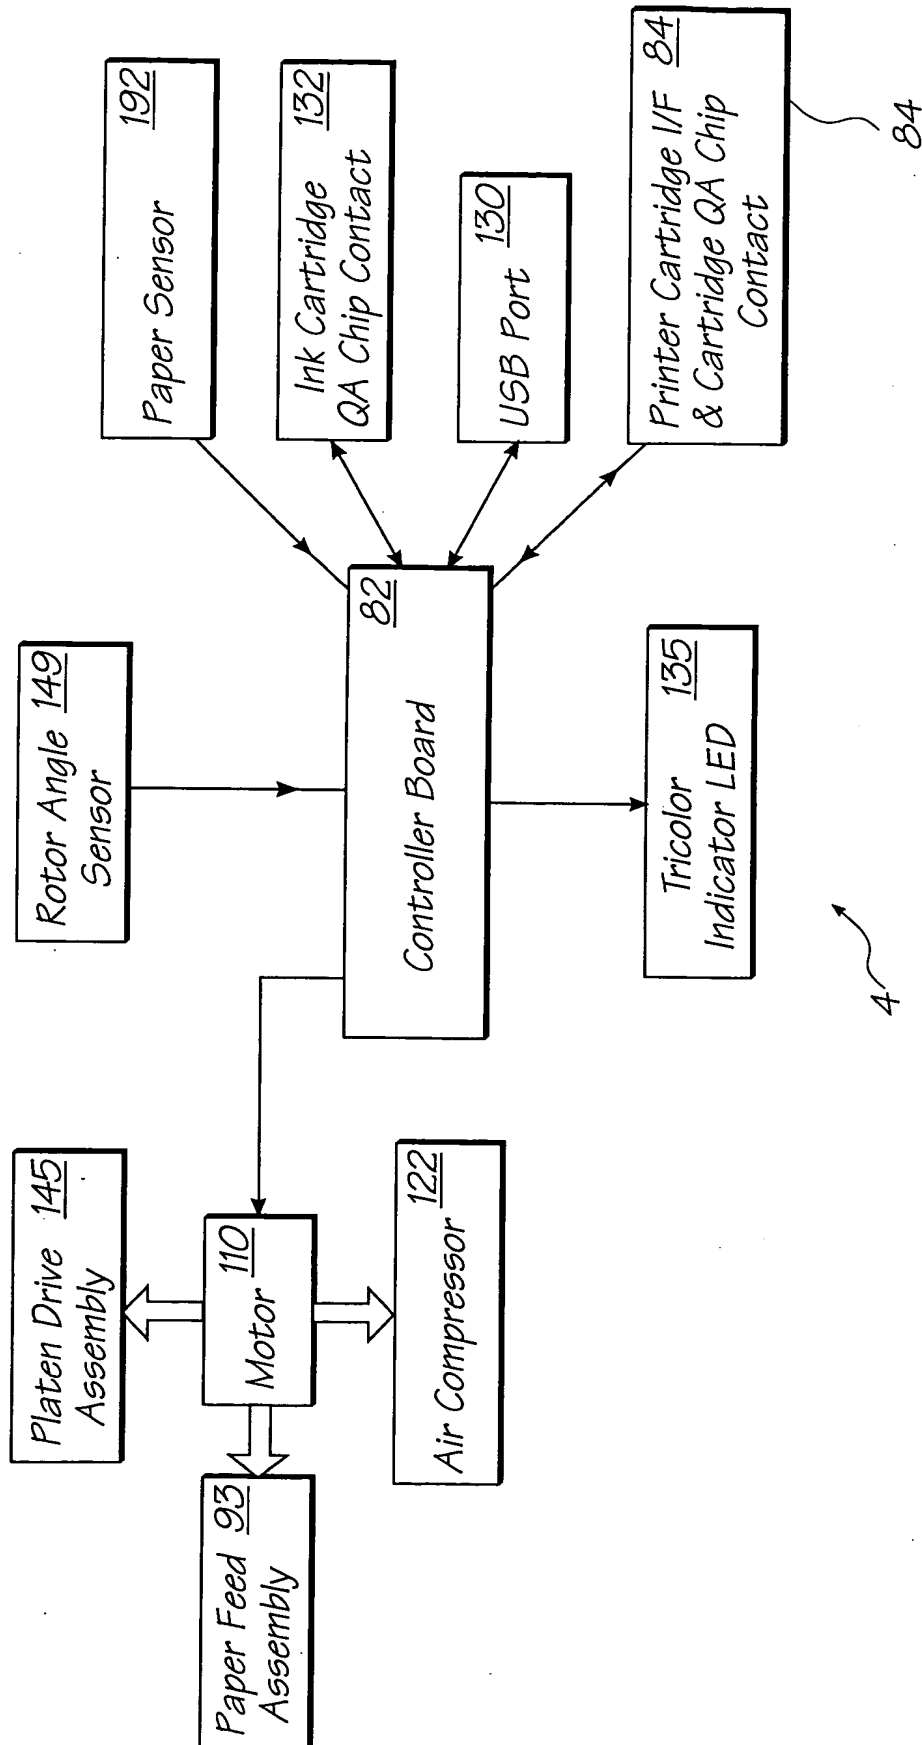 Paper Feed 93
Assembly
Platen Drive 145
Assembly
Motor 110
Air Compressor 122
Rotor Angle 149
Sensor
Controller Board 82
Tricolor 135
Indicator LED
Paper Sensor 192
Ink Cartridge 132
QA Chip Contact
USB Port 130
Printer Cartridge I/F 84
& Cartridge QA Chip
Contact
84
4